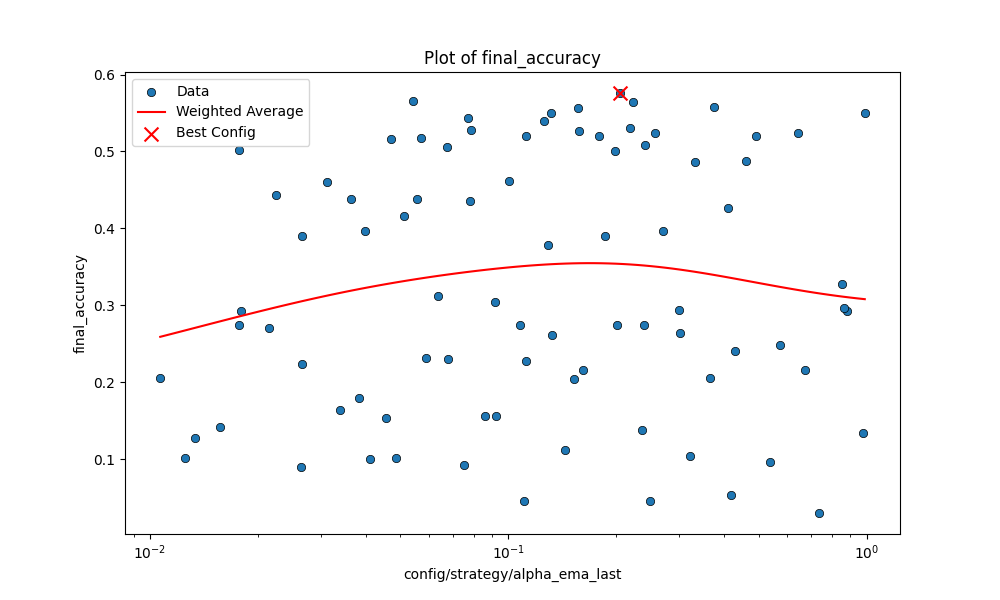 Plot of final_accuracy
Data
Weighted Average
Best Config
final_accuracy
0.6
0.5
0.4
0.3
0.2
0.1
10⁻² 10⁻¹ 10⁰
config/strategy/alpha_ema_last